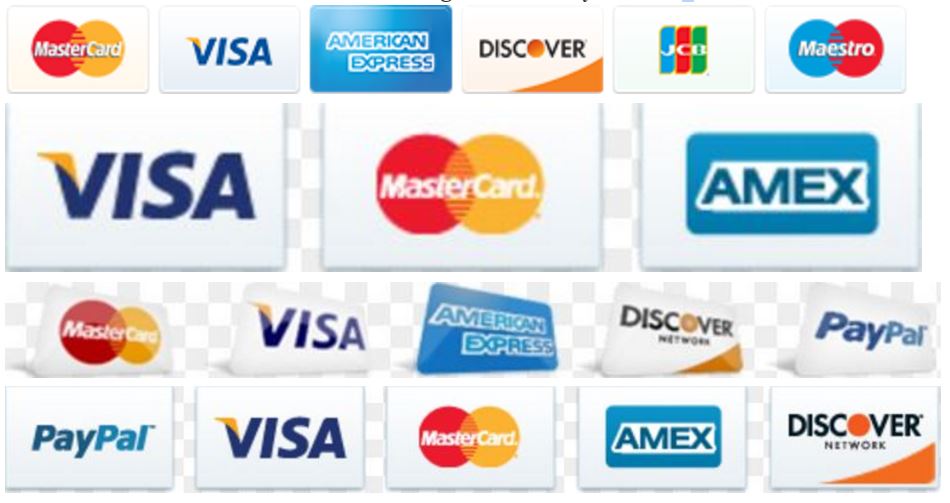 MasterCard VISA AMERICAN EXPRESS DISCOVER JCB Maestro
VISA MasterCard. AMEX
MasterCard VISA AMERICAN EXPRESS DISCOVER NETWORK PayPal
PayPal VISA MasterCard. AMEX DISCOVER NETWORK